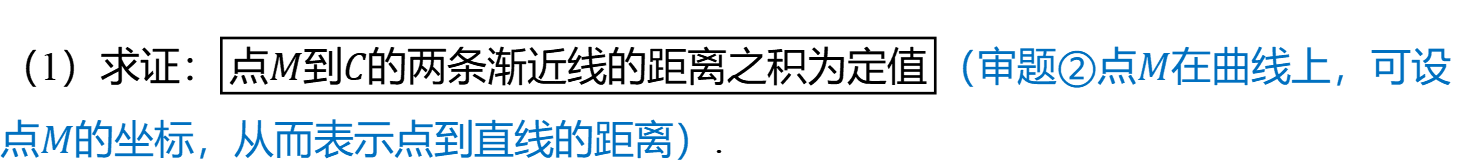 （1）求证：点M到C的两条渐近线的距离之积为定值（审题②点M在曲线上，可设
点M的坐标，从而表示点到直线的距离）.